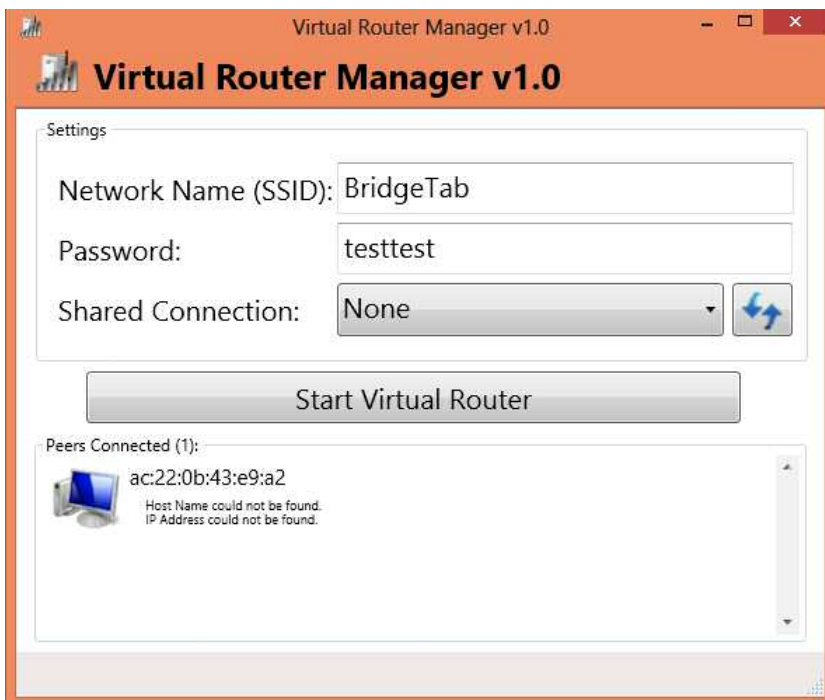 Virtual Router Manager v1.0
Virtual Router Manager v1.0
Settings
Network Name (SSID): BridgeTab
Password: testtest
Shared Connection: None
Start Virtual Router
Peers Connected (1):
ac:22:0b:43:e9:a2
Host Name could not be found.
IP Address could not be found.